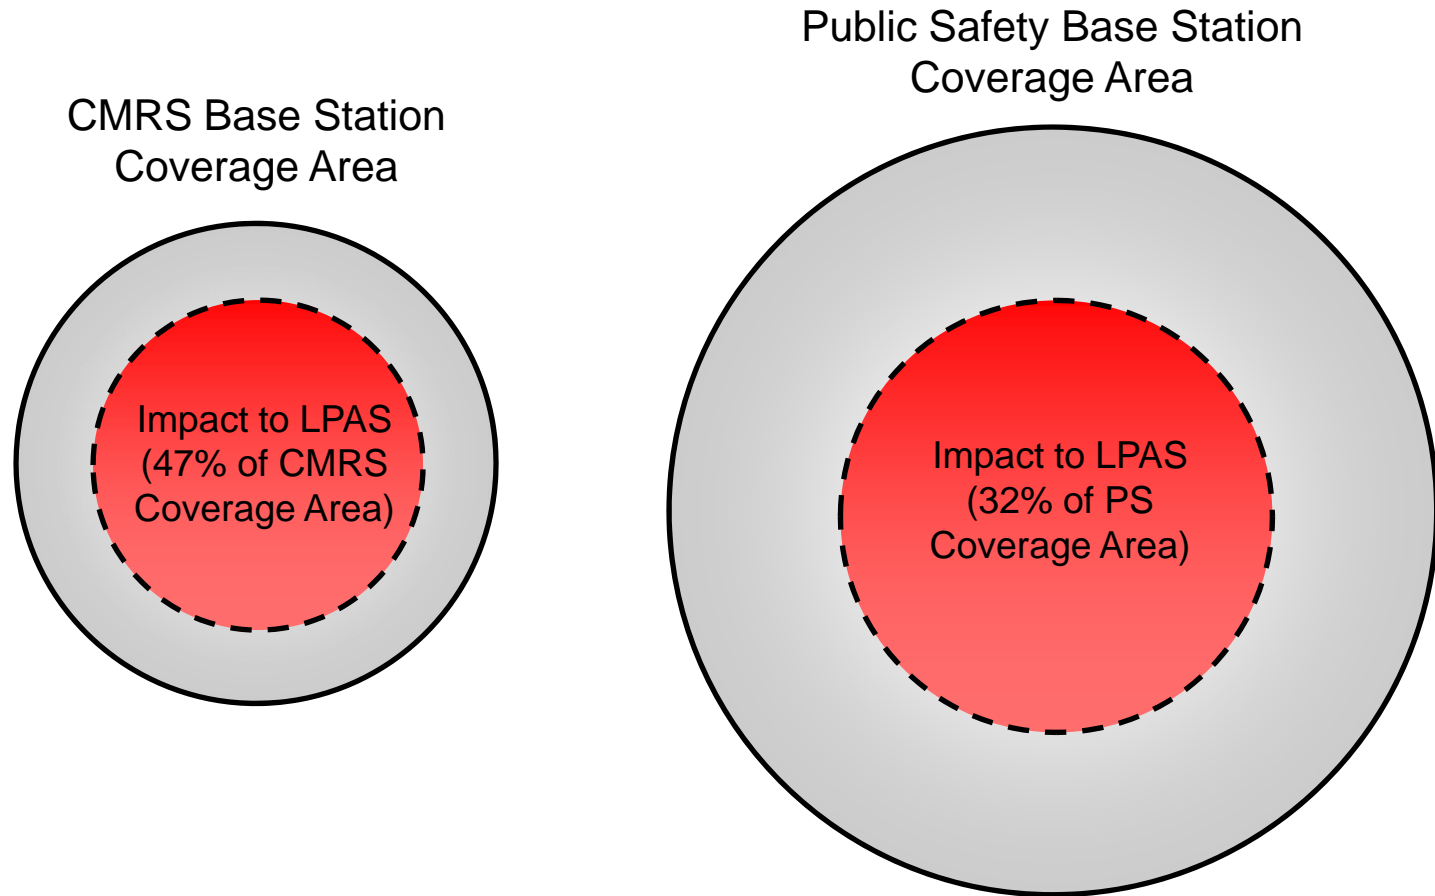 CMRS Base Station
Coverage Area
Impact to LPAS
(47% of CMRS
Coverage Area)
Public Safety Base Station
Coverage Area
Impact to LPAS
(32% of PS
Coverage Area)